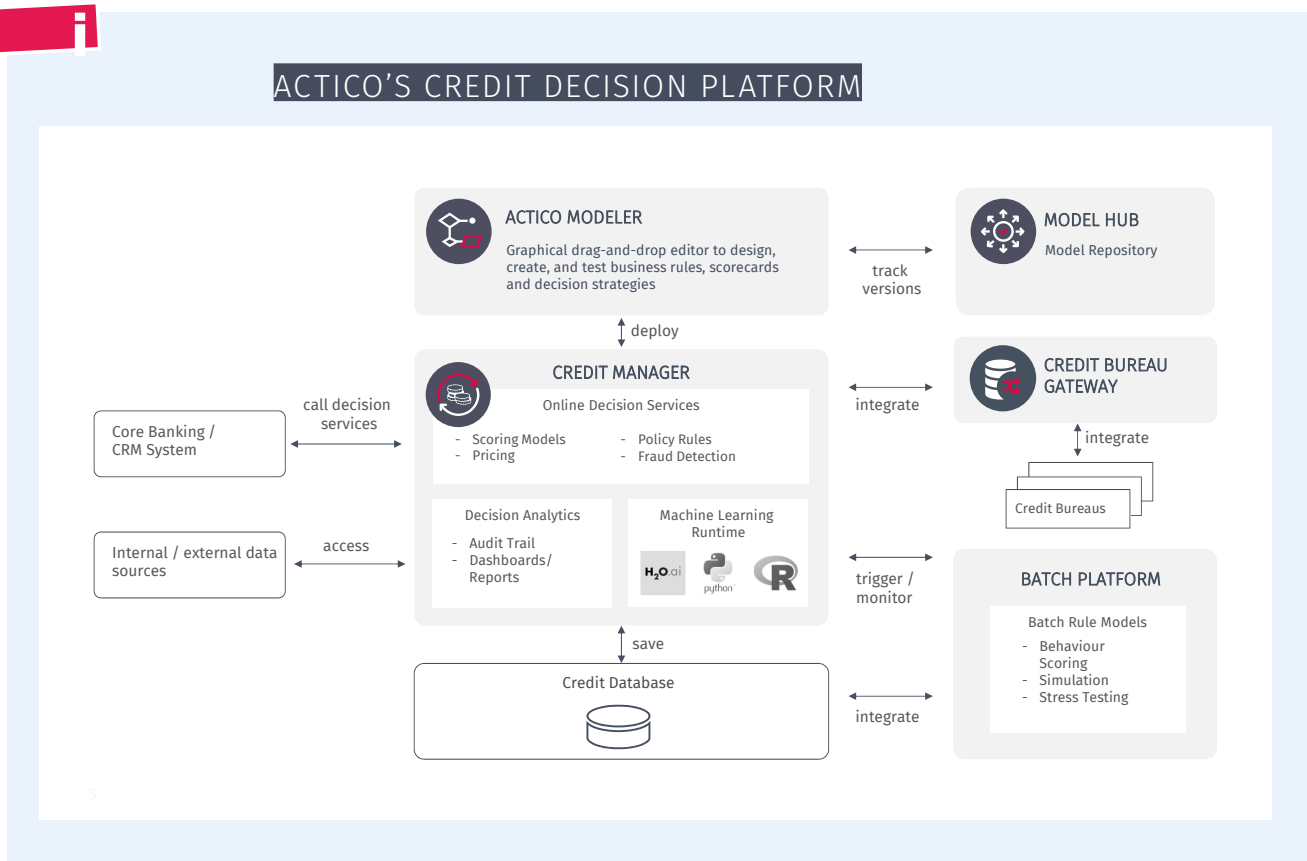 i
ACTICO'S CREDIT DECISION PLATFORM
ACTICO MODELER
Graphical drag-and-drop editor to design,
create, and test business rules, scorecards
and decision strategies
track
versions
MODEL HUB
Model Repository
deploy
CREDIT MANAGER
Online Decision Services
- Scoring Models
- Pricing
- Policy Rules
- Fraud Detection
Decision Analytics
- Audit Trail
- Dashboards/
Reports
Machine Learning
Runtime
H2O.ai
python
R
call decision
services
Core Banking /
CRM System
access
Internal / external data
sources
integrate
CREDIT BUREAU
GATEWAY
integrate
Credit Bureaus
trigger /
monitor
BATCH PLATFORM
Batch Rule Models
- Behaviour
Scoring
- Simulation
- Stress Testing
save
Credit Database
integrate
5